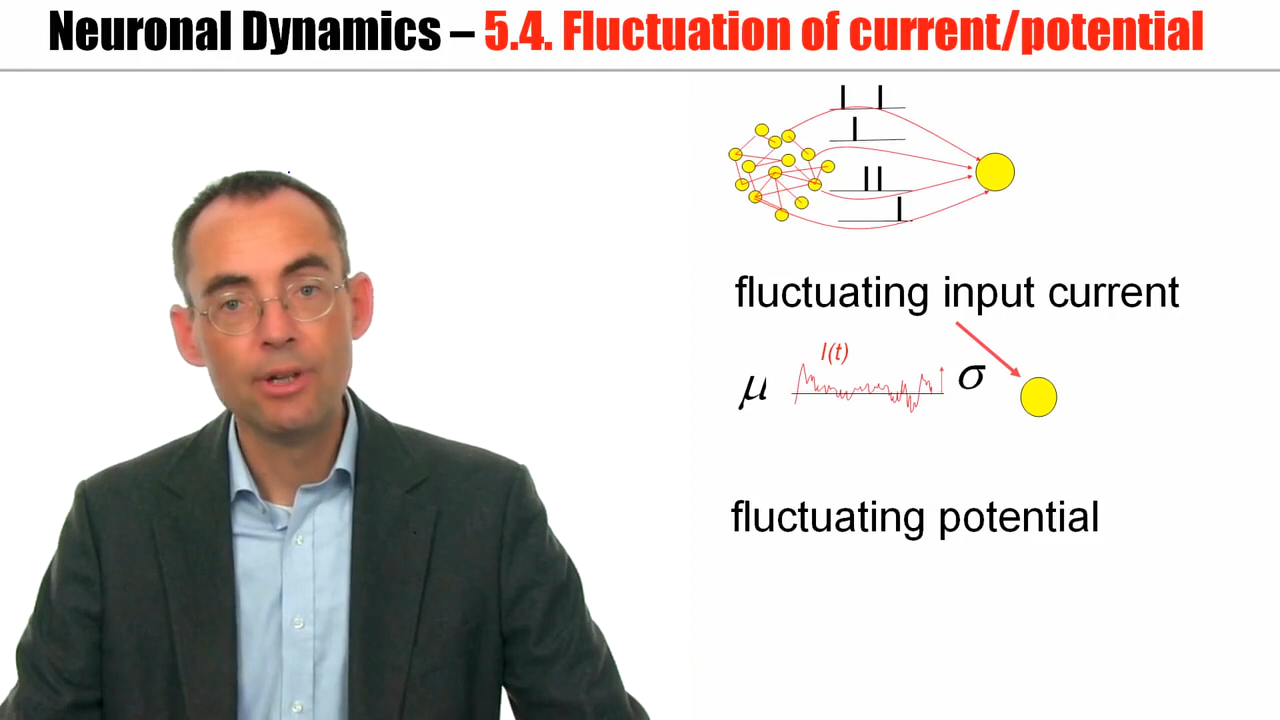 Neuronal Dynamics – 5.4. Fluctuation of current/potential
fluctuating input current
I(t)
μ σ
fluctuating potential